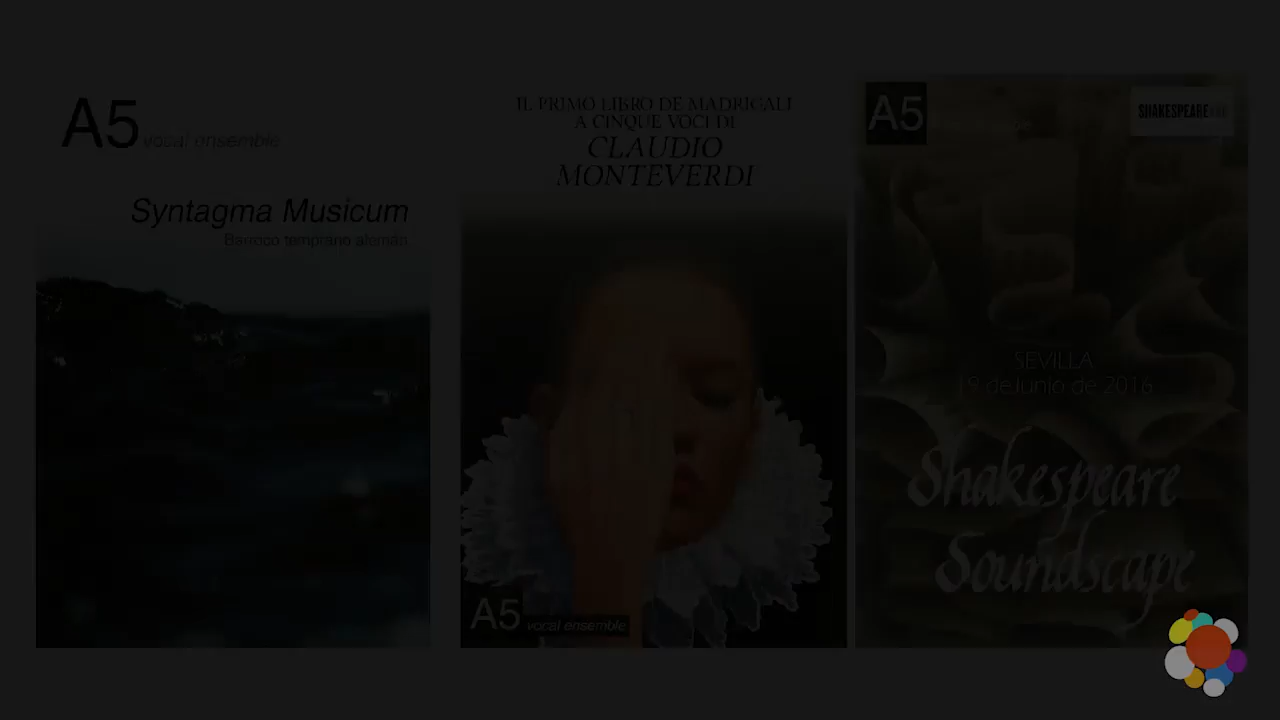 A5 vocal ensemble
Syntagma Musicum
Barroco temprano alemán
IL PRIMO LIBRO DE MADRIGALI
A CINQUE VOCI DI
CLAUDIO
MONTEVERDI
A5 vocal ensemble
A5
SHAKESPEARE
SEVILLA
19 de Junio de 2016
Shakespeare
Soundscape